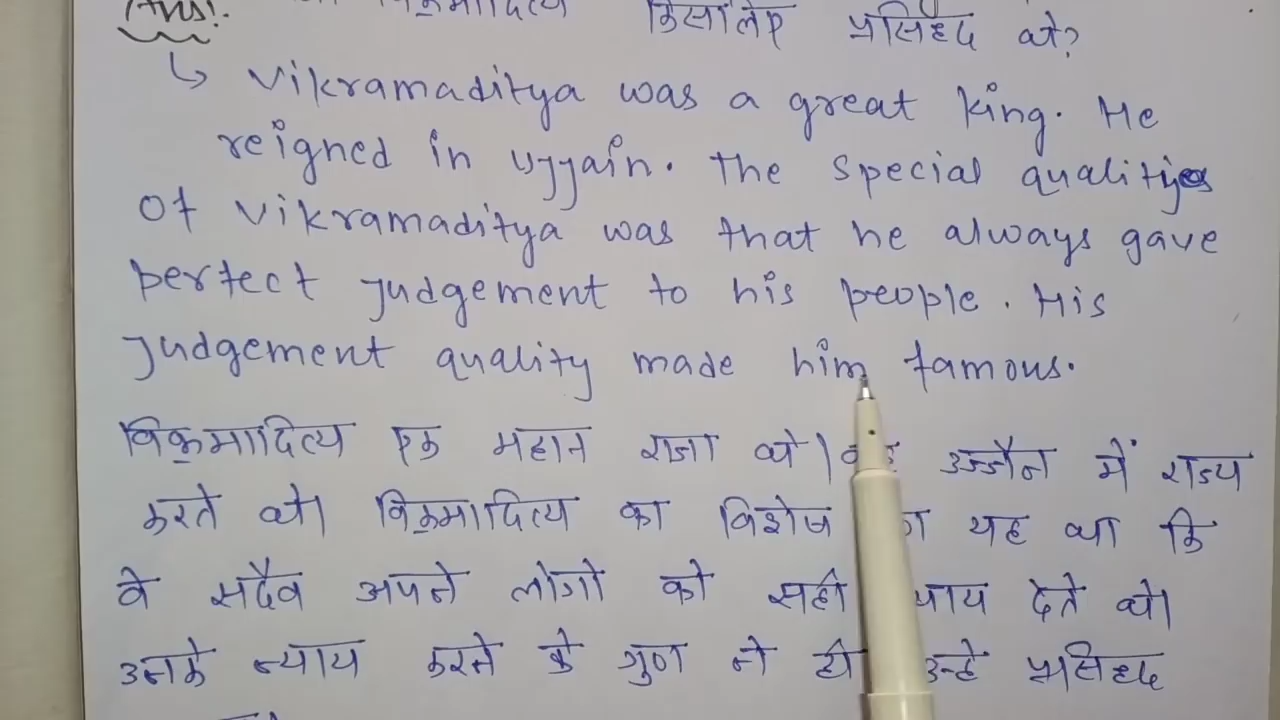 Ans:- विक्रमादित्य किसलिए प्रसिद्ध थे?
↳ Vikramaditya was a great king. He
reigned in Ujjain. The special qualities
of Vikramaditya was that he always gave
perfect judgement to his people. His
judgement quality made him famous.
विक्रमादित्य एक महान राजा थे। वह उज्जैन में राज्य
करते थे। विक्रमादित्य का विशेष यह था कि
वे सदैव अपने लोगो को सही देते थे।
उनके न्याय करने के गुण ने ही उन्हे प्रसिद्ध